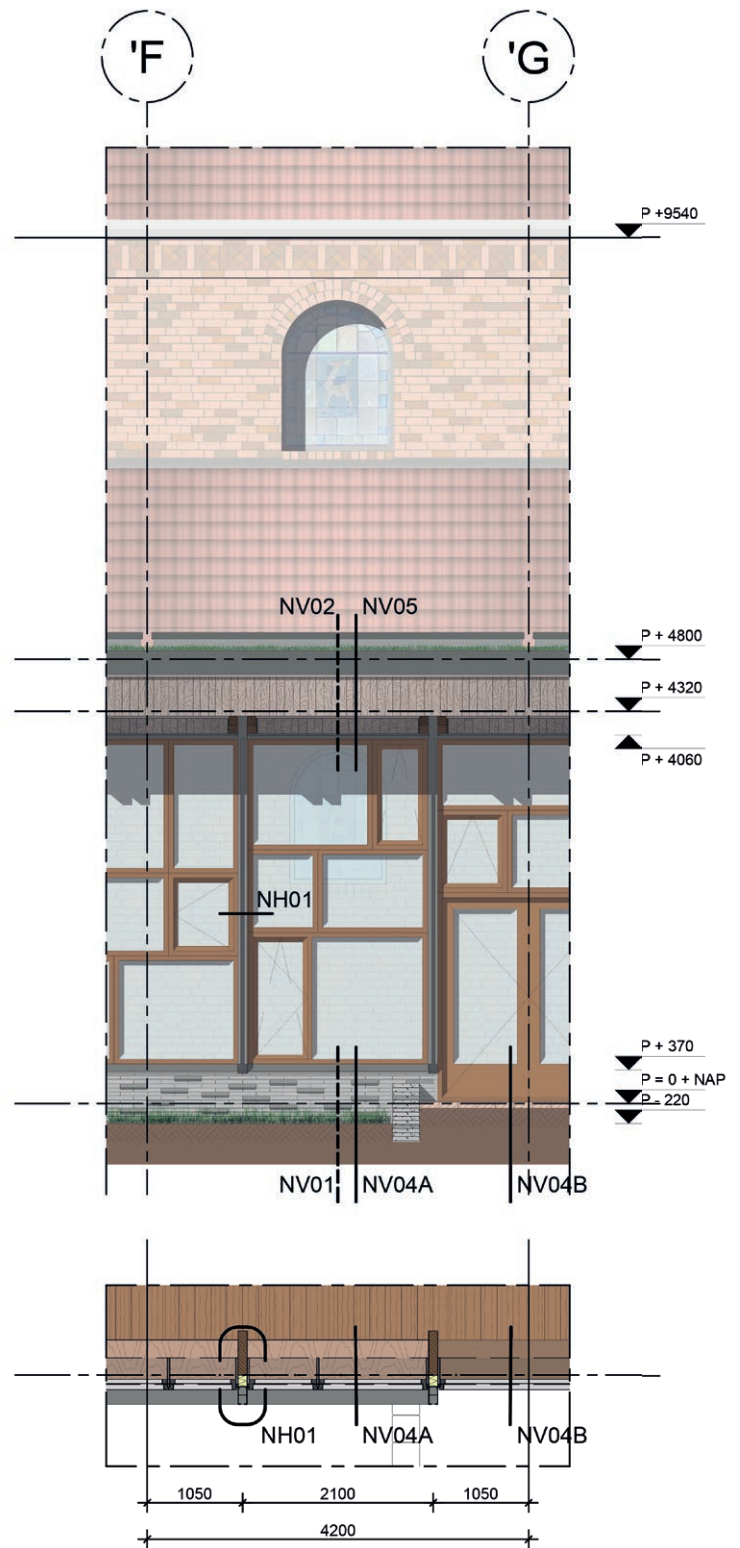 'F 'G
P +9540
NV02 NV05
P + 4800
P + 4320
P + 4060
NH01
P + 370
P = 0 + NAP
P - 220
NV01 NV04A NV04B
NH01 NV04A NV04B
1050 2100 1050
4200